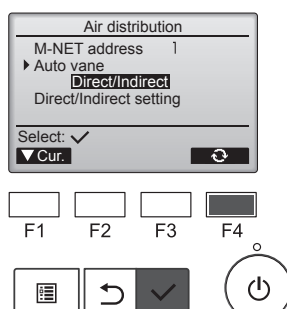 Air distribution
M-NET address 1
Auto vane
Direct/Indirect
Direct/Indirect setting
Select:
Cur.
F1 F2 F3 F4